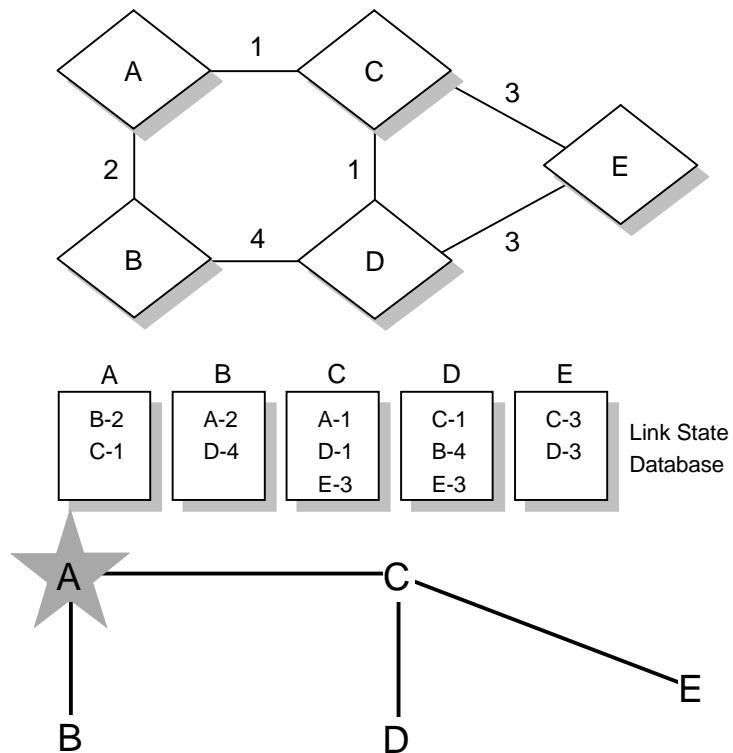 A 1 C
3
2 1 E
B 4 D 3
A B C D E
B-2 A-2 A-1 C-1 C-3
C-1 D-4 D-1 B-4 D-3
E-3 E-3
Link State
Database
A C
E
B D